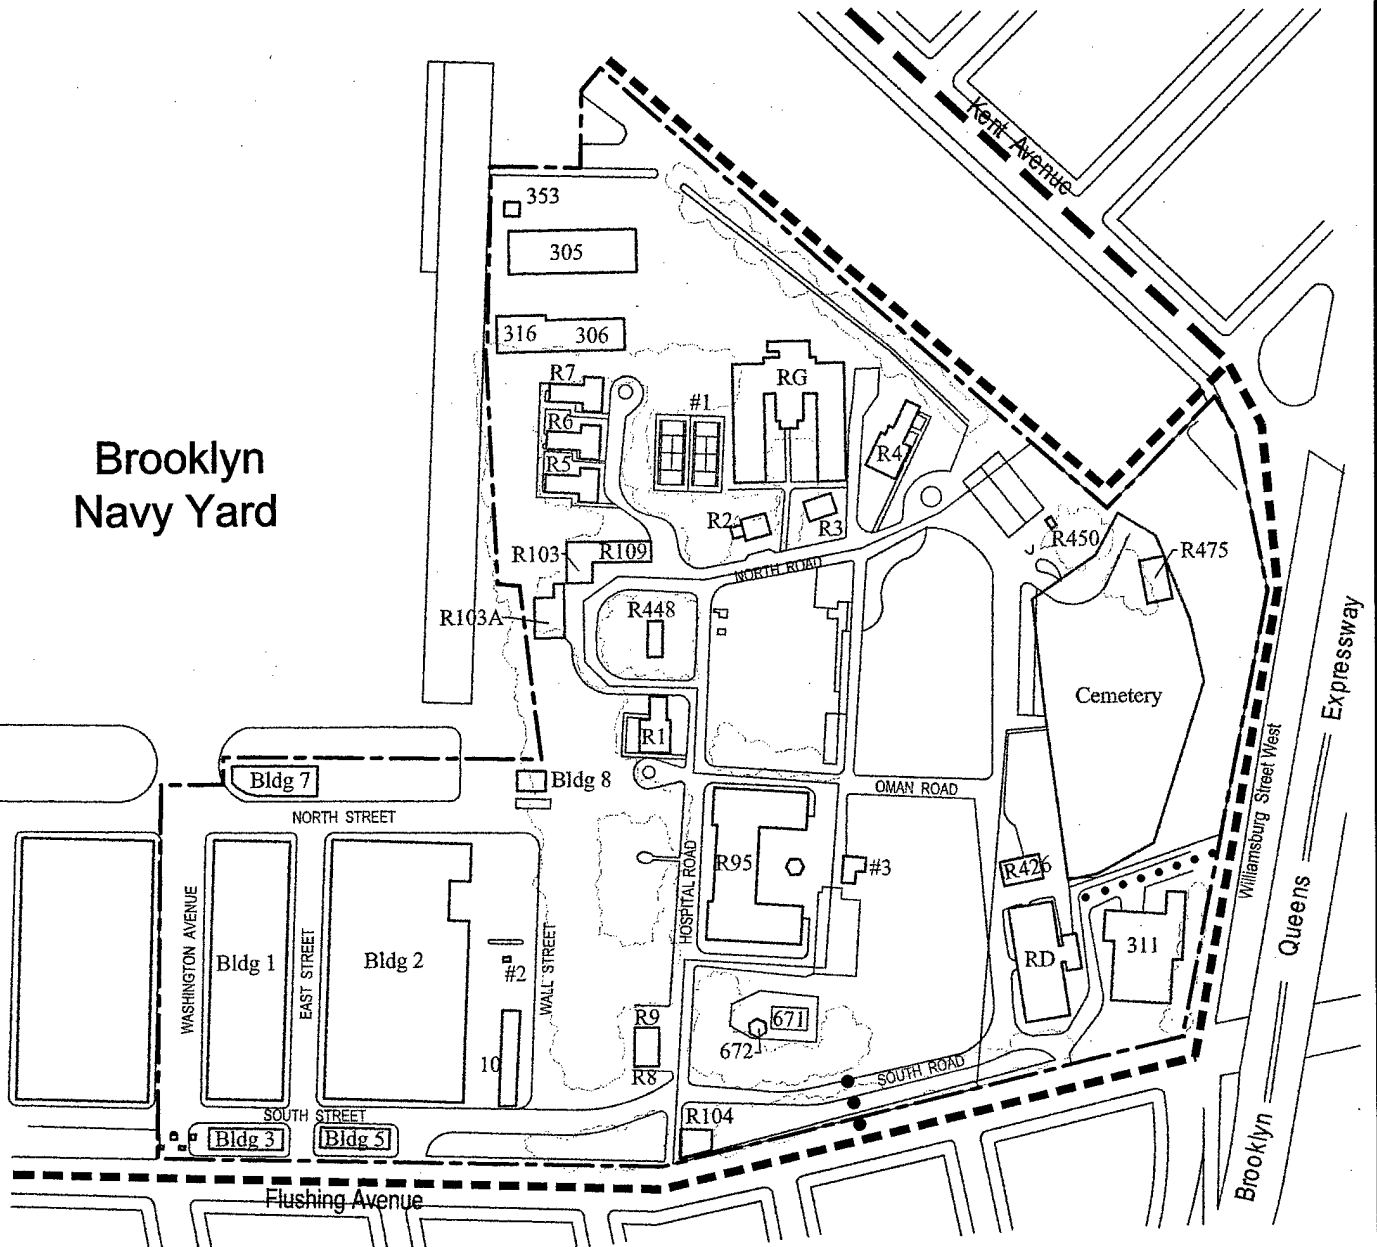 Kent Avenue
353
305
316
306
R7
RG
#1
R6
R47
Brooklyn
Navy Yard
R5
R2
R3
R450
R475
R103
R109
NORTH ROAD
R103A
R448
Cemetery
Expressway
R1
Williamsburg Street West
Bldg 7
Bldg 8
OMAN ROAD
NORTH STREET
R95
#3
R426
HOSPITAL ROAD
Queens
WASHINGTON AVENUE
EAST STREET
Bldg 1
Bldg 2
#2
WALL STREET
RD
311
R9
671
672
10
R8
SOUTH ROAD
SOUTH STREET
R104
Bldg 3
Bldg 5
Brooklyn
Flushing Avenue